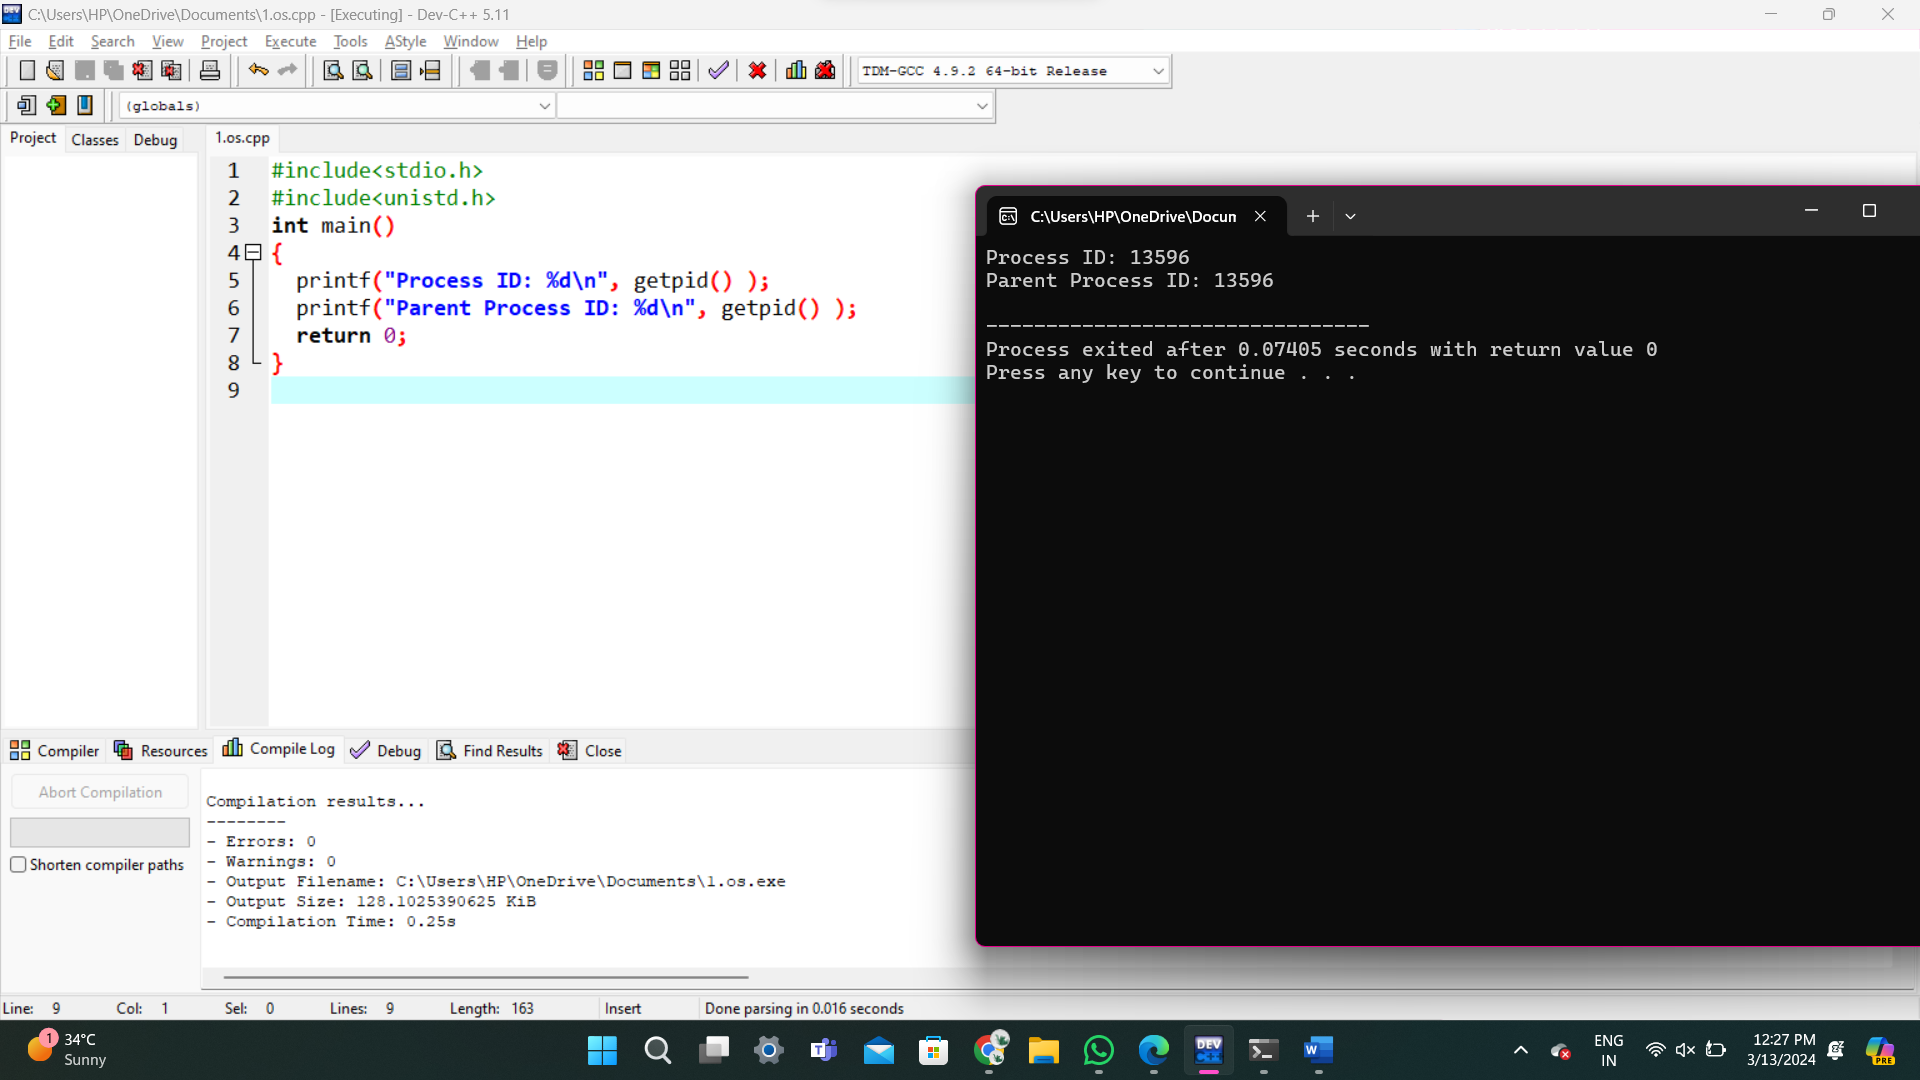 C:\Users\HP\OneDrive\Documents\1.os.cpp - [Executing] - Dev-C++ 5.11
File Edit Search View Project Execute Tools AStyle Window Help
TDM-GCC 4.9.2 64-bit Release
(globals)
Project Classes Debug
1.os.cpp
1 #include<stdio.h>
2 #include<unistd.h>
3 int main()
4 {
5 printf("Process ID: %d\n", getpid() );
6 printf("Parent Process ID: %d\n", getpid() );
7 return 0;
8 }
9
C:\Users\HP\OneDrive\Docun
Process ID: 13596
Parent Process ID: 13596
--------------------------------
Process exited after 0.07405 seconds with return value 0
Press any key to continue . . .
Compiler Resources Compile Log Debug Find Results Close
Abort Compilation
Shorten compiler paths
Compilation results...
--------
- Errors: 0
- Warnings: 0
- Output Filename: C:\Users\HP\OneDrive\Documents\1.os.exe
- Output Size: 128.1025390625 KiB
- Compilation Time: 0.25s
Line: 9 Col: 1 Sel: 0 Lines: 9 Length: 163 Insert Done parsing in 0.016 seconds
1
34°C
Sunny
DEV
C++
PRE
ENG
IN
12:27 PM
3/13/2024